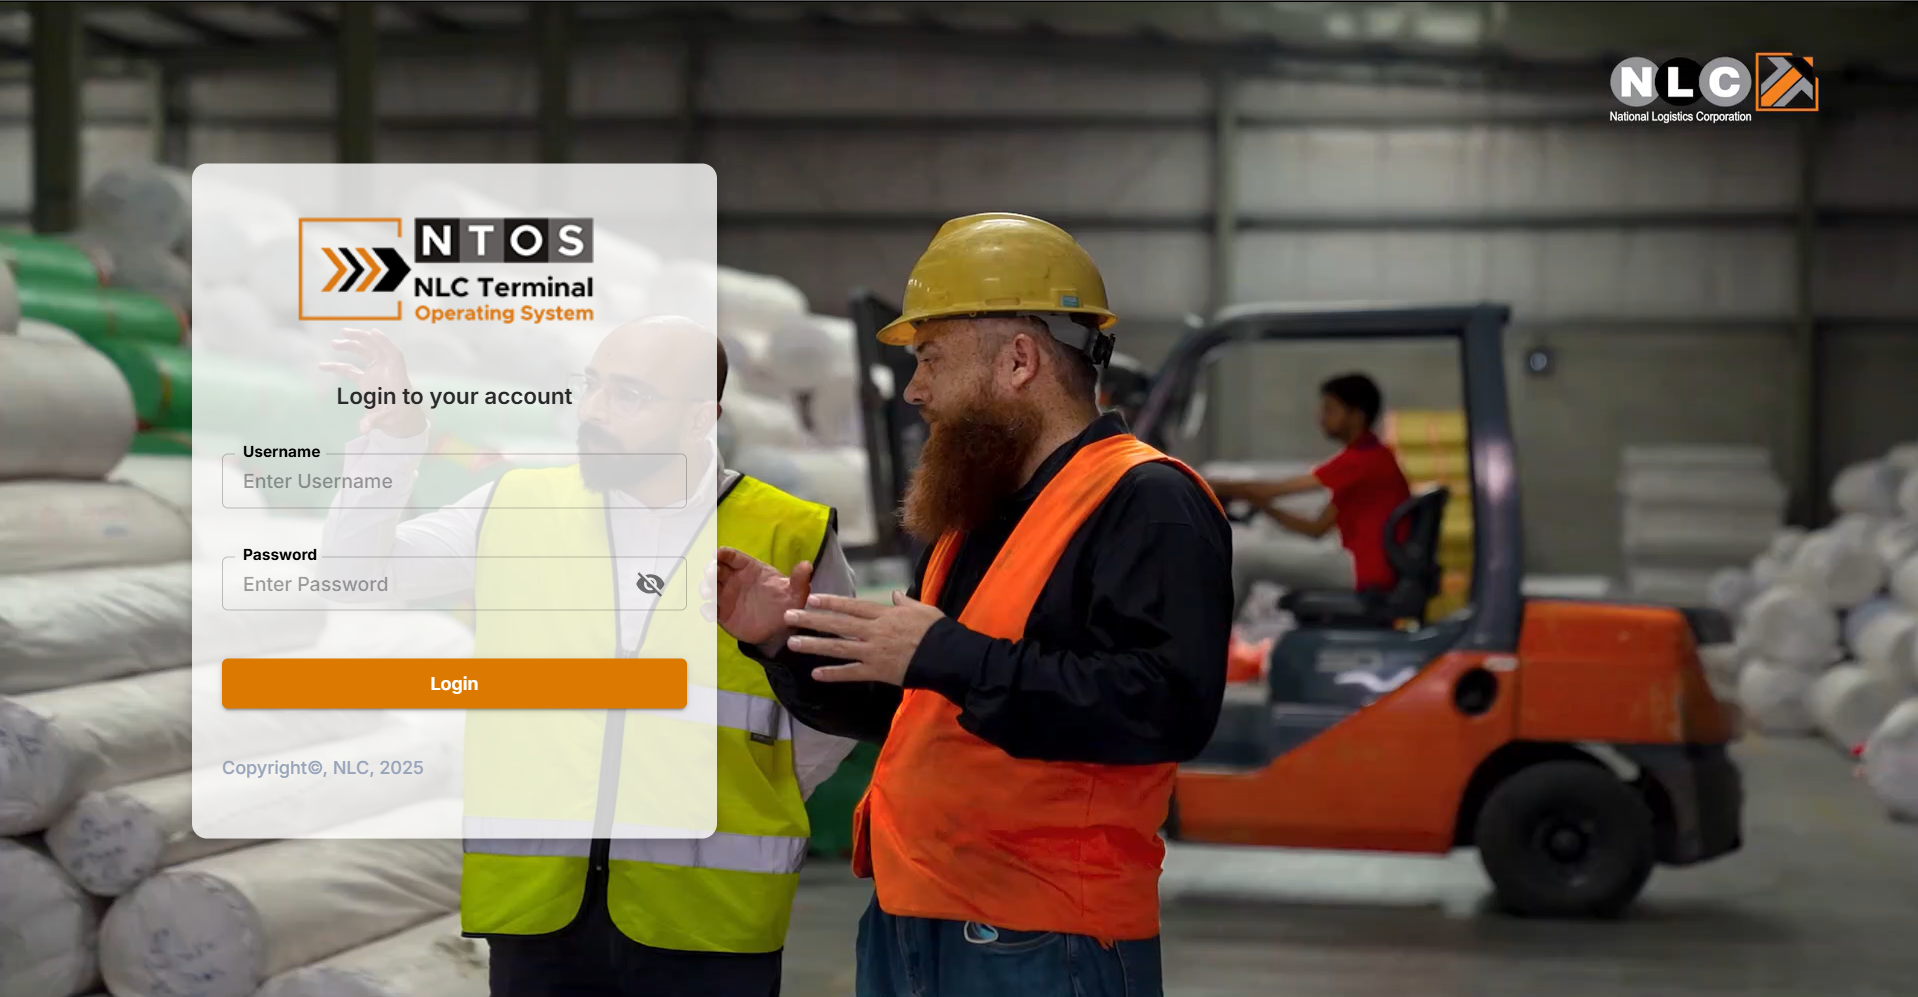 NLC
National Logistics Corporation
NTOS
NLC Terminal
Operating System
Login to your account
Username
Enter Username
Password
Enter Password
Login
Copyright©, NLC, 2025